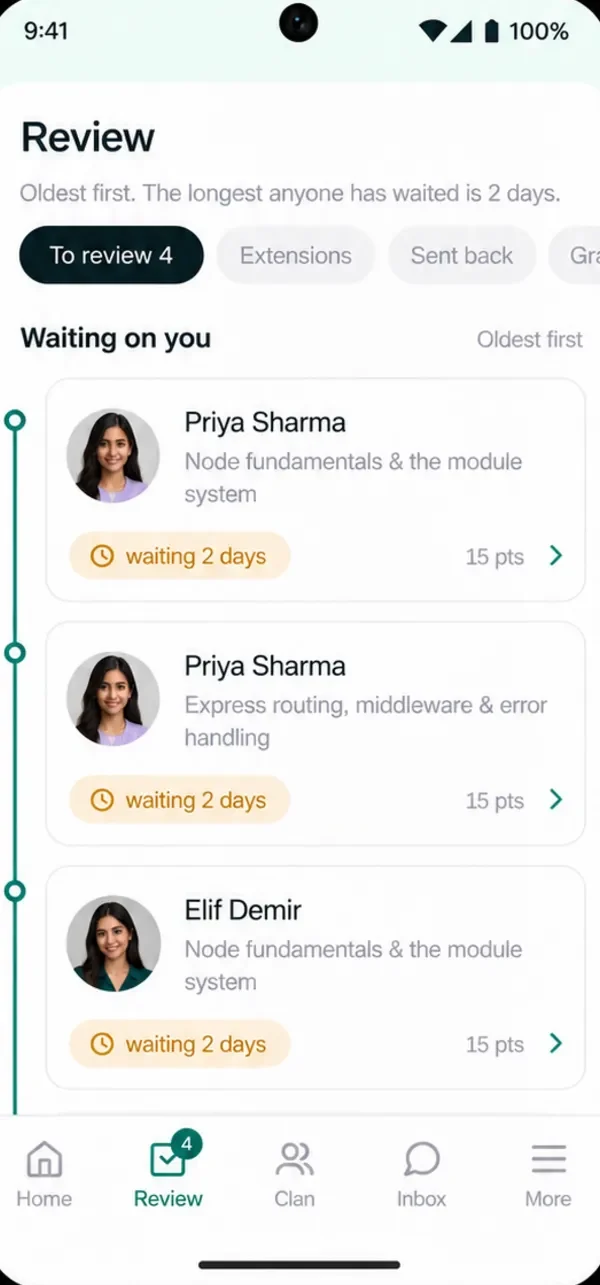 9:41
100%
Review
Oldest first. The longest anyone has waited is 2 days.
To review 4
Extensions
Sent back
Gra
Waiting on you
Oldest first
Priya Sharma
Node fundamentals & the module
system
waiting 2 days
15 pts
Priya Sharma
Express routing, middleware & error
handling
waiting 2 days
15 pts
Elif Demir
Node fundamentals & the module
system
waiting 2 days
15 pts
4
Home
Review
Clan
Inbox
More